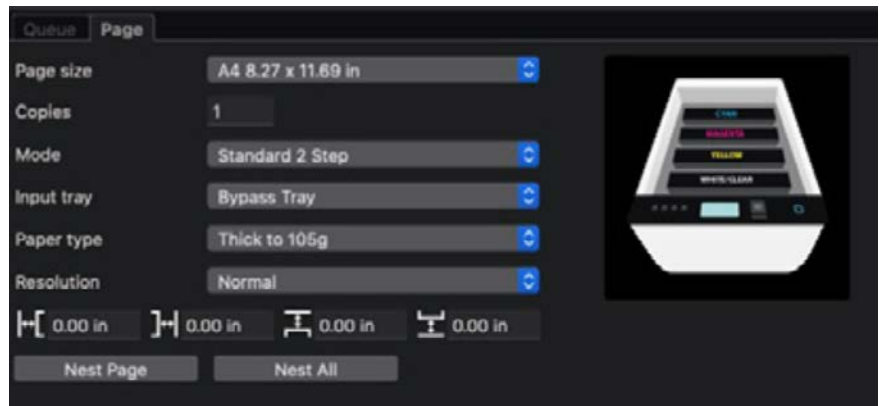 Queue Page
Page size A4 8.27 x 11.69 in
Copies 1
Mode Standard 2 Step
Input tray Bypass Tray
Paper type Thick to 105g
Resolution Normal
0.00 in 0.00 in 0.00 in 0.00 in
Nest Page Nest All
CYAN
MAGENTA
YELLOW
WHITE/CLEAR